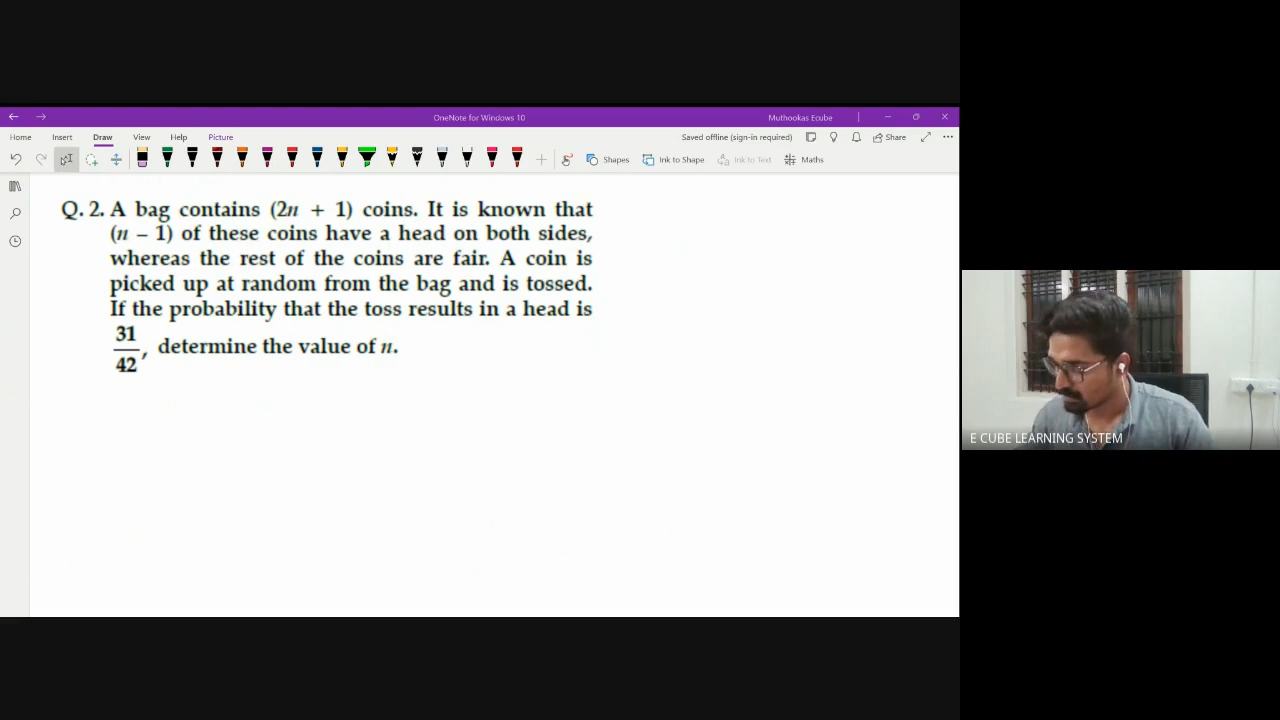 OneNote for Windows 10
Muthookas Ecube
Home Insert Draw View Help Picture
Saved offline (sign-in required) Share
Shapes Ink to Shape Ink to Text Maths
Q. 2. A bag contains (2n + 1) coins. It is known that
(n – 1) of these coins have a head on both sides,
whereas the rest of the coins are fair. A coin is
picked up at random from the bag and is tossed.
If the probability that the toss results in a head is
31/42, determine the value of n.
E CUBE LEARNING SYSTEM